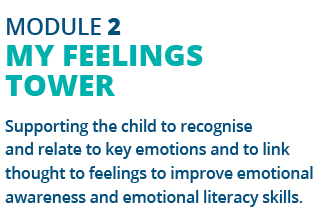 MODULE 2
MY FEELINGS
TOWER
Supporting the child to recognise
and relate to key emotions and to link
thought to feelings to improve emotional
awareness and emotional literacy skills.